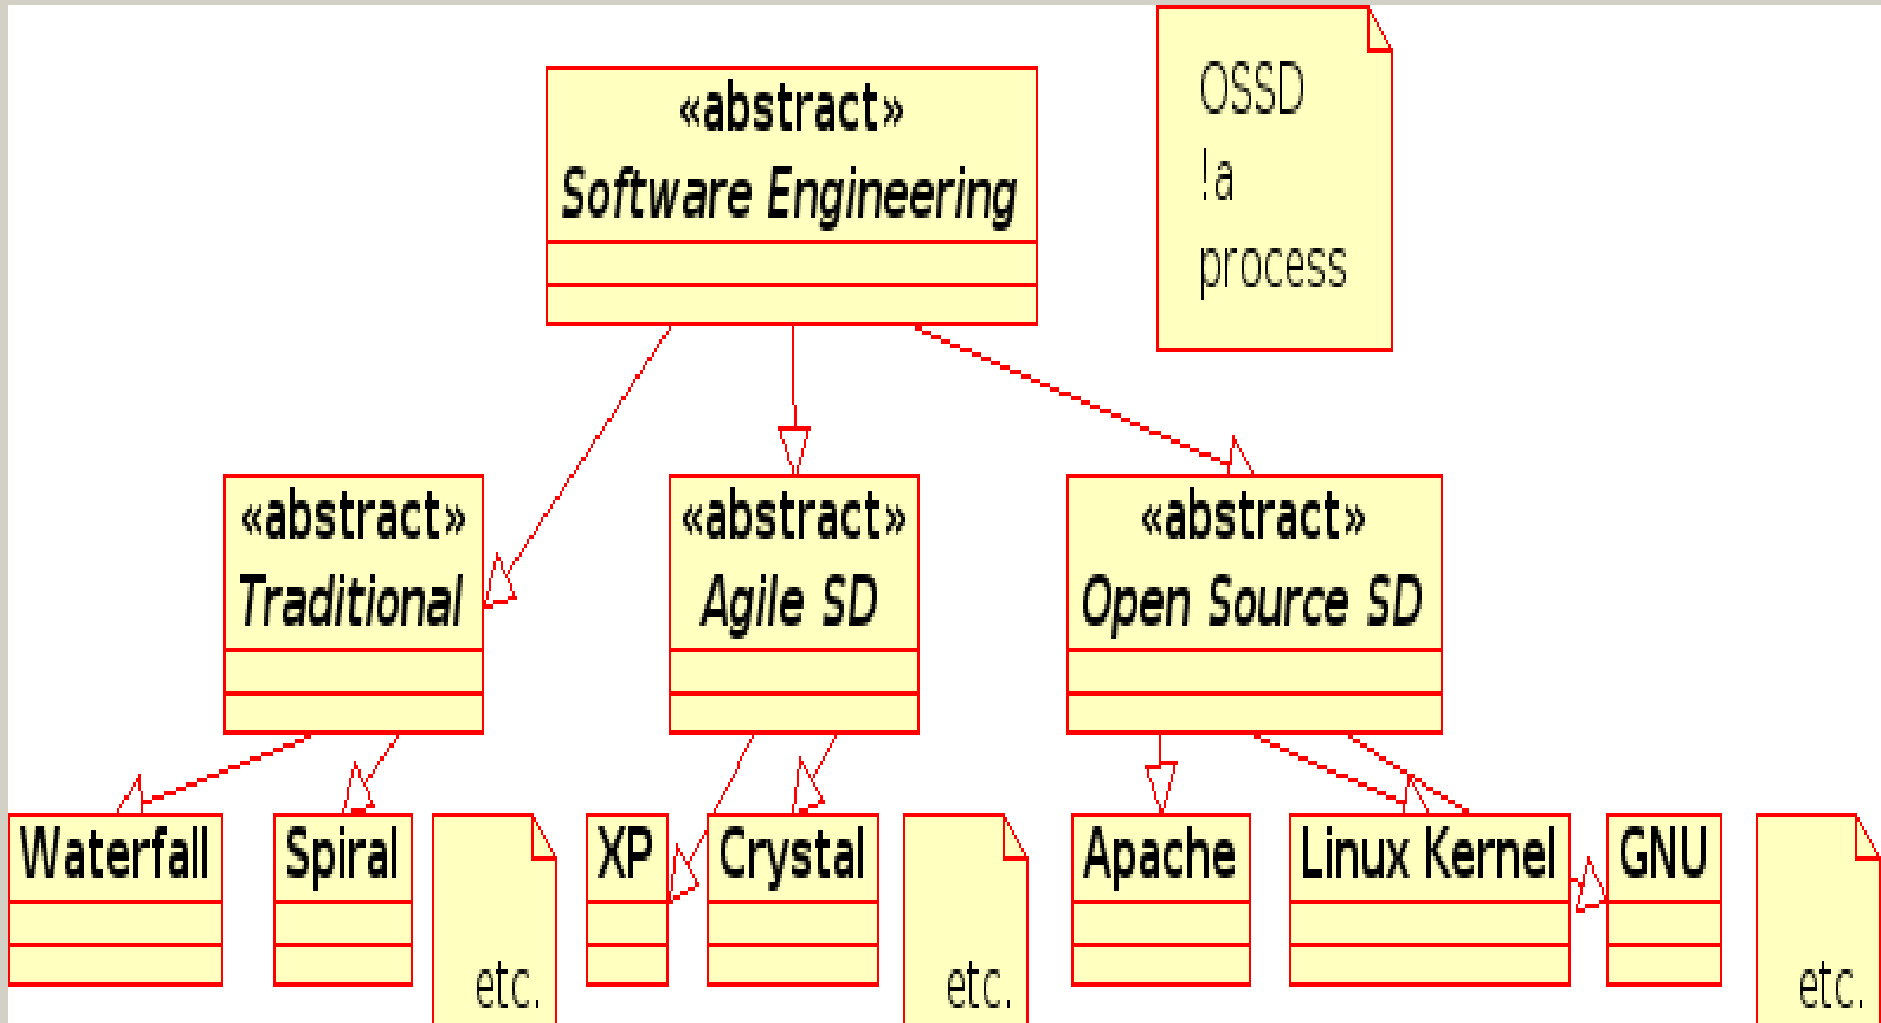 «abstract»
Software Engineering
OSSD
!a
process
«abstract»
Traditional
«abstract»
Agile SD
«abstract»
Open Source SD
Waterfall
Spiral
etc.
XP
Crystal
etc.
Apache
Linux Kernel
GNU
etc.